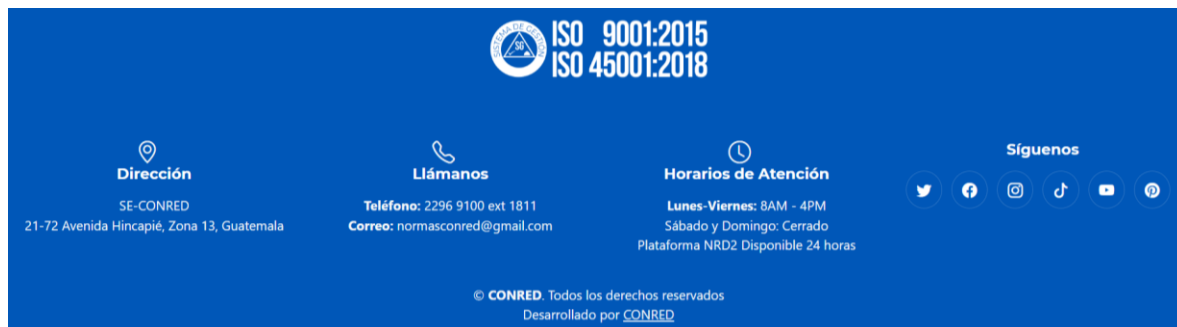 SISTEMA DE GESTIÓN
SG
ISO 9001:2015
ISO 45001:2018
Dirección
SE-CONRED
21-72 Avenida Hincapié, Zona 13, Guatemala
Llámanos
Teléfono: 2296 9100 ext 1811
Correo: normasconred@gmail.com
Horarios de Atención
Lunes-Viernes: 8AM - 4PM
Sábado y Domingo: Cerrado
Plataforma NRD2 Disponible 24 horas
Síguenos
© CONRED. Todos los derechos reservados
Desarrollado por CONRED